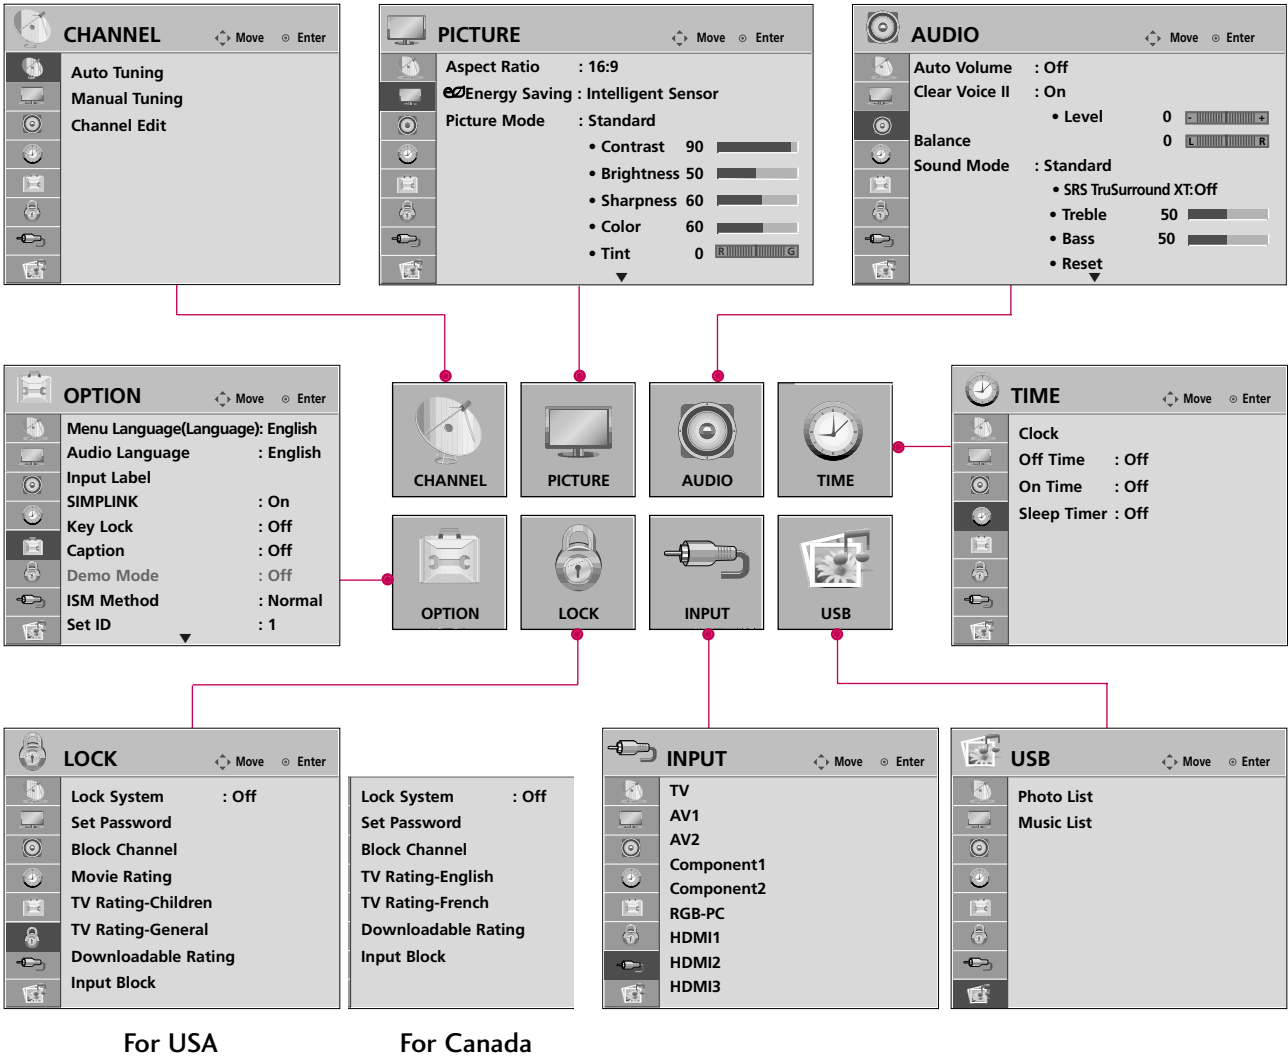 CHANNEL
Move
Enter
Auto Tuning
Manual Tuning
Channel Edit
PICTURE
Move
Enter
Aspect Ratio : 16:9
Energy Saving : Intelligent Sensor
Picture Mode : Standard
• Contrast 90
• Brightness 50
• Sharpness 60
• Color 60
• Tint 0 R G
AUDIO
Move
Enter
Auto Volume : Off
Clear Voice II : On
• Level 0 - +
Balance 0 L R
Sound Mode : Standard
• SRS TruSurround XT:Off
• Treble 50
• Bass 50
• Reset
OPTION
Move
Enter
Menu Language(Language): English
Audio Language : English
Input Label
SIMPLINK : On
Key Lock : Off
Caption : Off
Demo Mode : Off
ISM Method : Normal
Set ID : 1
CHANNEL
PICTURE
AUDIO
TIME
OPTION
LOCK
INPUT
USB
TIME
Move
Enter
Clock
Off Time : Off
On Time : Off
Sleep Timer : Off
LOCK
Move
Enter
Lock System : Off
Set Password
Block Channel
Movie Rating
TV Rating-Children
TV Rating-General
Downloadable Rating
Input Block
For USA
Lock System : Off
Set Password
Block Channel
TV Rating-English
TV Rating-French
Downloadable Rating
Input Block
For Canada
INPUT
Move
Enter
TV
AV1
AV2
Component1
Component2
RGB-PC
HDMI1
HDMI2
HDMI3
USB
Move
Enter
Photo List
Music List